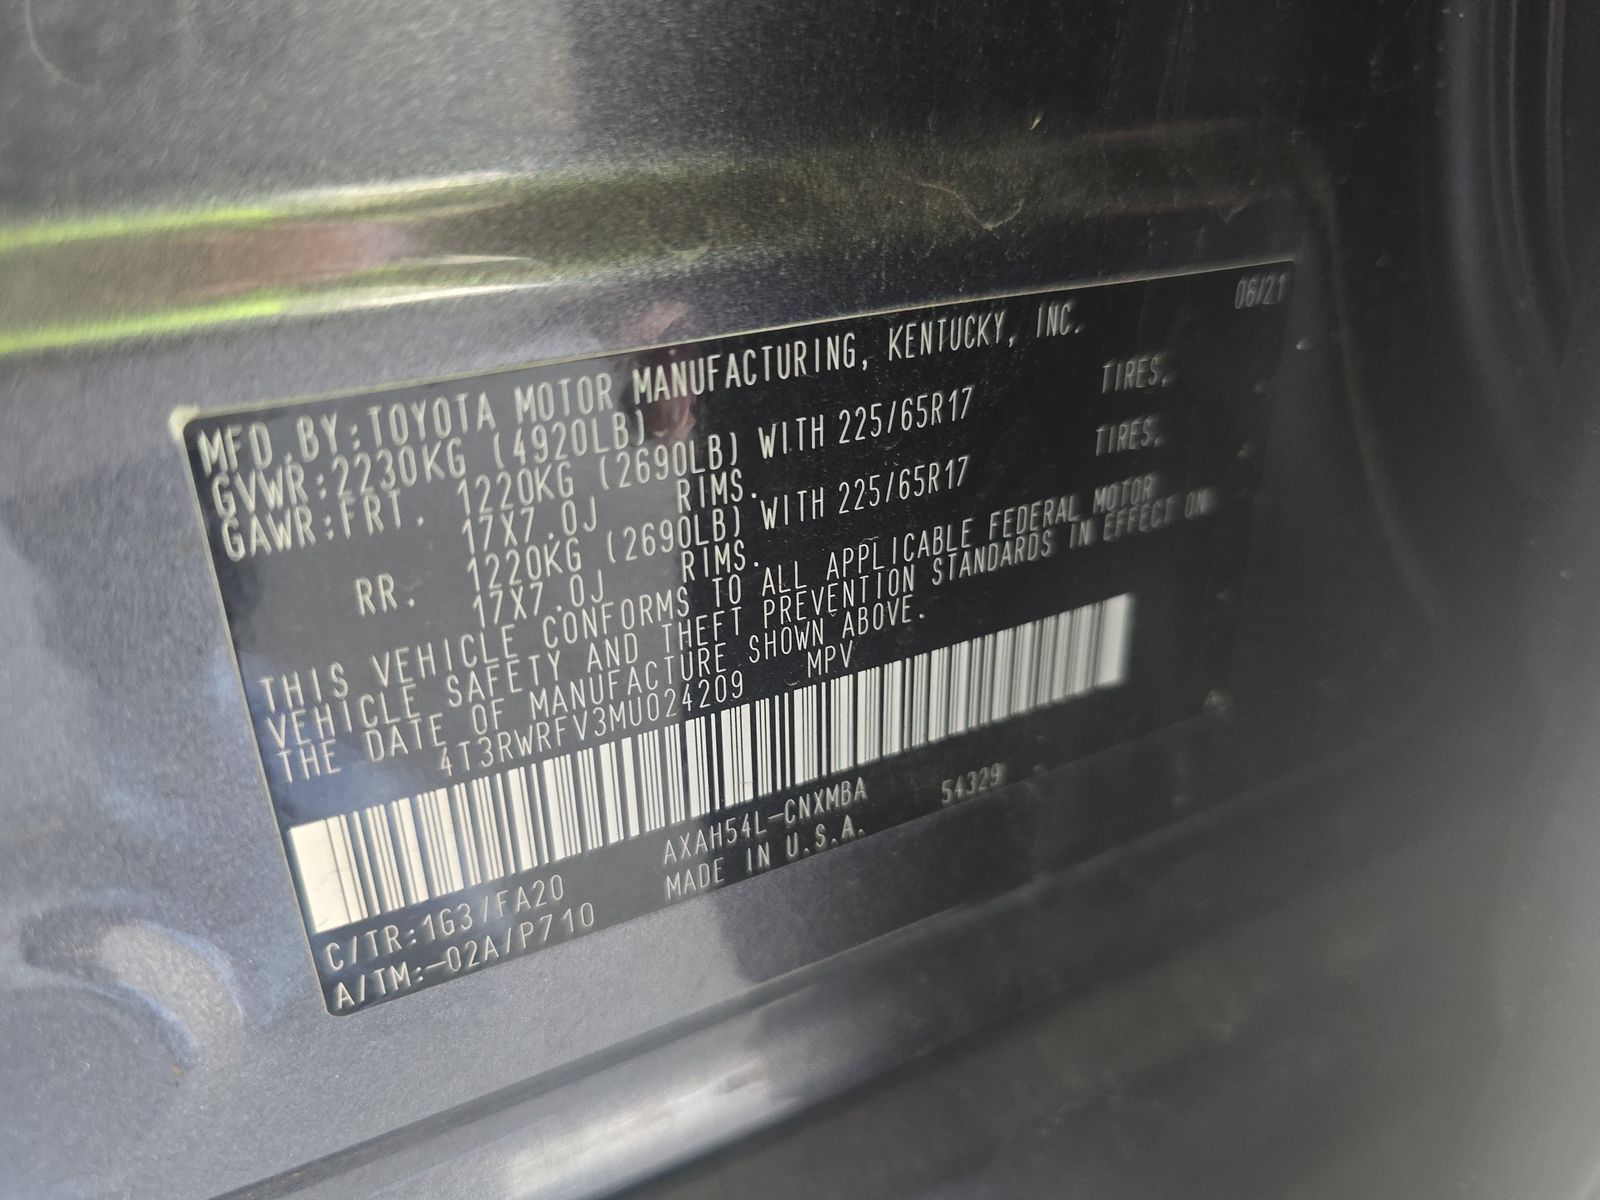 06/21
MFD.BY:TOYOTA MOTOR MANUFACTURING, KENTUCKY, INC.
GVWR:2230KG (4920LB)
GAWR:FRT. 1220KG (2690LB) WITH 225/65R17 TIRES,
17X7.0J RIMS.
RR. 1220KG (2690LB) WITH 225/65R17 TIRES,
17X7.0J RIMS.
THIS VEHICLE CONFORMS TO ALL APPLICABLE FEDERAL MOTOR
VEHICLE SAFETY AND THEFT PREVENTION STANDARDS IN EFFECT ON
THE DATE OF MANUFACTURE SHOWN ABOVE.
4T3RWRFV3MU024209 MPV
C/TR:1G3/FA20 AXAH54L-CNXMBA 54329
A/TM:-02A/P710 MADE IN U.S.A.